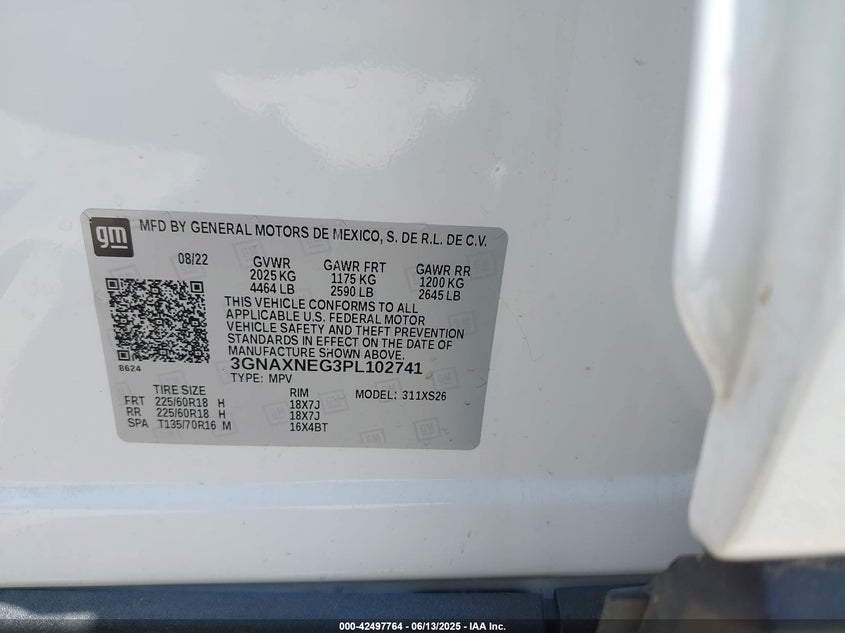 gm MFD BY GENERAL MOTORS DE MEXICO, S. DE R.L. DE C.V.
08/22 GVWR GAWR FRT GAWR RR
2025 KG 1175 KG 1200 KG
4464 LB 2590 LB 2645 LB
THIS VEHICLE CONFORMS TO ALL
APPLICABLE U.S. FEDERAL MOTOR
VEHICLE SAFETY AND THEFT PREVENTION
STANDARDS IN EFFECT ON THE DATE OF
MANUFACTURE SHOWN ABOVE.
8624 3GNAXNEG3PL102741
TYPE: MPV
TIRE SIZE RIM MODEL: 311XS26
FRT 225/60R18 H 18X7J
RR 225/60R18 H 18X7J
SPA T135/70R16 M 16X4BT
000-42497764 - 06/13/2025 - IAA Inc.